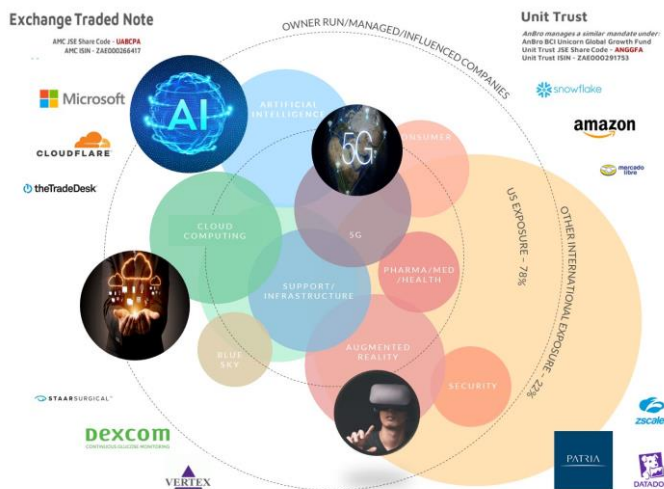 Exchange Traded Note
AMC JSE Share Code - UABCPA
AMC ISIN - ZAE000266417
Microsoft
CLOUDFLARE
theTradeDesk
OWNER RUN/MANAGED/INFLUENCED COMPANIES
Unit Trust
AnBro manages a similar mandate under:
AnBro BCI Unicorn Global Growth Fund
Unit Trust JSE Share Code - ANGGFA
Unit Trust ISIN - ZAE000291753
snowflake
amazon
mercado
libre
AI
ARTIFICIAL
INTELLIGENCE
5G
CONSUMER
CLOUD
COMPUTING
5G
SUPPORT/
INFRASTRUCTURE
PHARMA/MED
/HEALTH
US EXPOSURE – 78%
OTHER INTERNATIONAL EXPOSURE – 22%
BLUE
SKY
AUGMENTED
REALITY
SECURITY
STAARSURGICAL
Dexcom
CONTINUOUS GLUCOSE MONITORING
VERTEX
PATRIA
zscale
DATADO